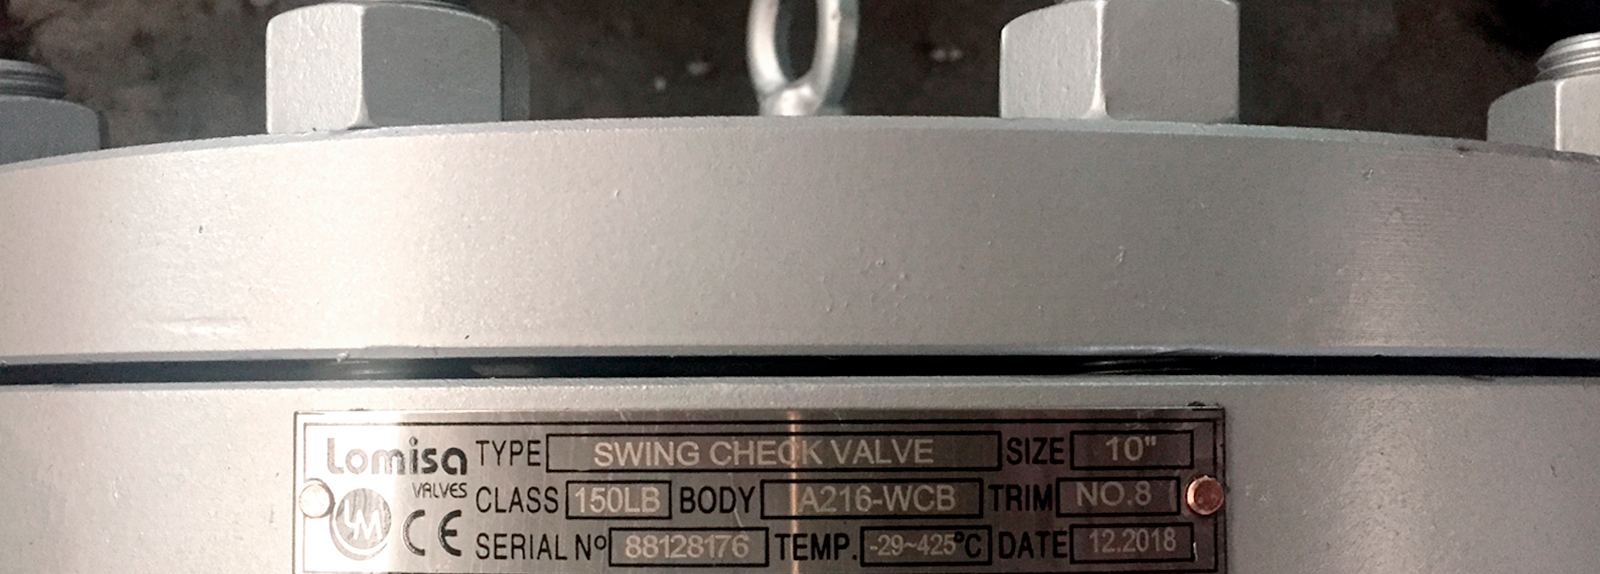 Lomisa TYPE SWING CHECK VALVE SIZE 10"
VALVES CLASS 150LB BODY A216-WCB TRIM NO.8
LM CE SERIAL Nº 88128176 TEMP. -29~425°C DATE 12.2018